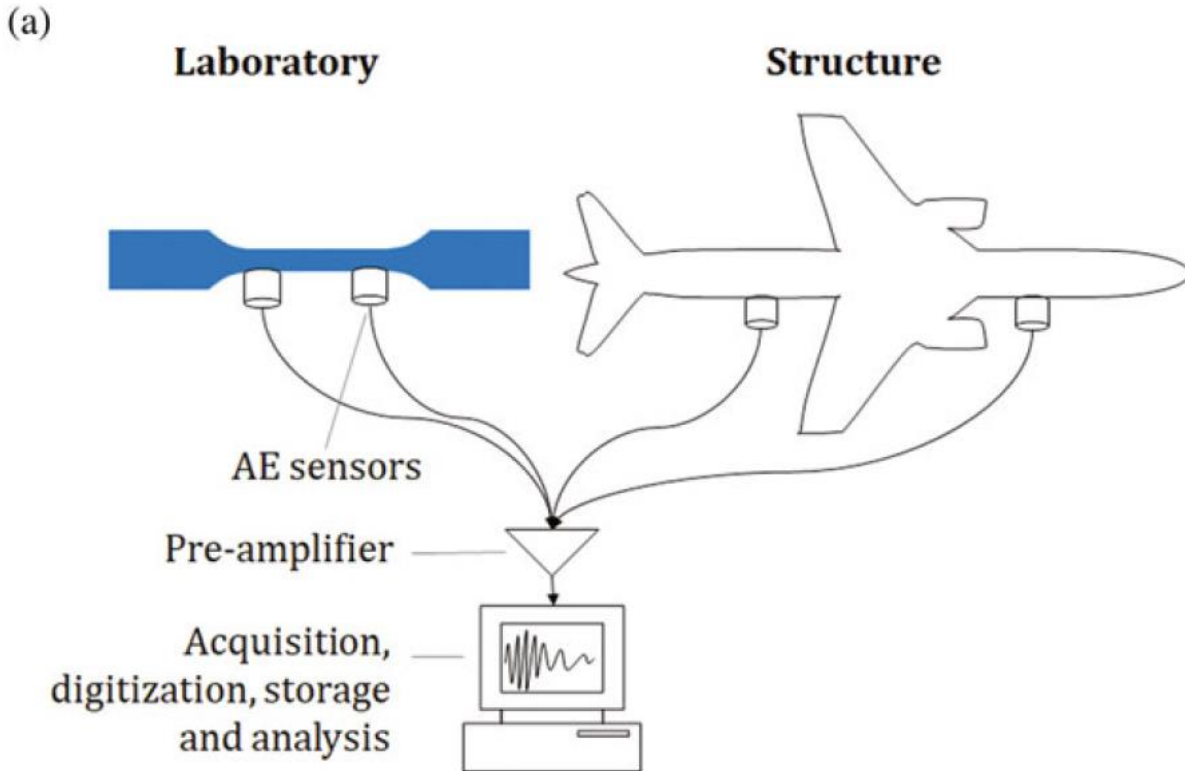 (a)
Laboratory
Structure
AE sensors
Pre-amplifier
Acquisition,
digitization, storage
and analysis